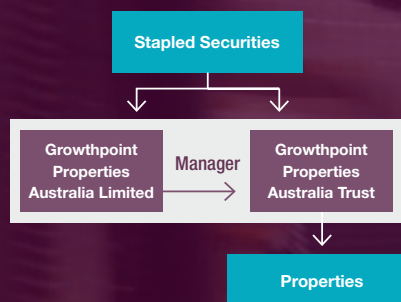 Stapled Securities
Growthpoint
Properties
Australia Limited
Manager
Growthpoint
Properties
Australia Trust
Properties